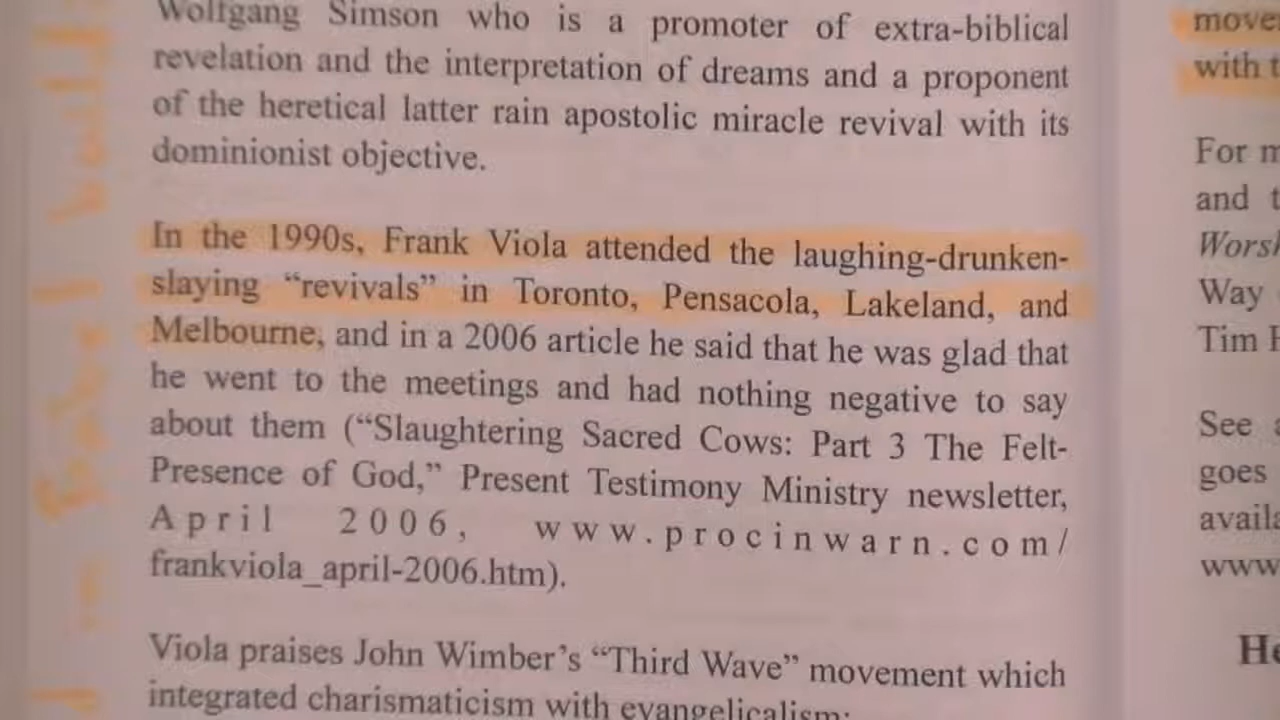 Wolfgang Simson who is a promoter of extra-biblical
revelation and the interpretation of dreams and a proponent
of the heretical latter rain apostolic miracle revival with its
dominionist objective.
In the 1990s, Frank Viola attended the laughing-drunken-
slaying “revivals” in Toronto, Pensacola, Lakeland, and
Melbourne, and in a 2006 article he said that he was glad that
he went to the meetings and had nothing negative to say
about them (“Slaughtering Sacred Cows: Part 3 The Felt-
Presence of God,” Present Testimony Ministry newsletter,
April 2006, www.procinwarn.com/
frankviola_april-2006.htm).
Viola praises John Wimber’s “Third Wave” movement which
integrated charismaticism with evangelicalism:
with t
For m
and t
Way
Tim
See
goes
www